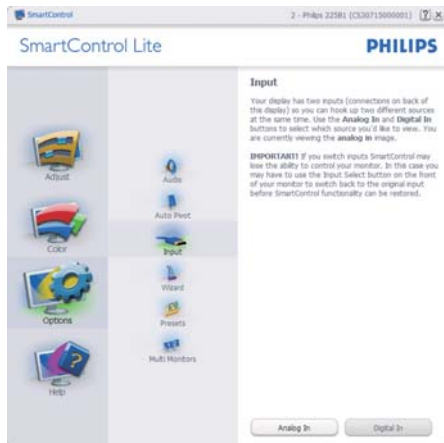 SmartControl
2 - Philips 225B1 (CS30715000001)
SmartControl Lite
PHILIPS
Adjust
Color
Options
Help
Audio
Auto Pivot
Input
Wizard
Presets
Multi Monitors
Input
Your display has two inputs (connections on back of
the display) so you can hook up two different sources
at the same time. Use the Analog In and Digital In
buttons to select which source you'd like to view. You
are currently viewing the analog in image.
IMPORTANT! If you switch inputs SmartControl may
lose the ability to control your monitor. In this case you
may have to use the Input Select button on the front
of your monitor to switch back to the original input
before SmartControl functionality can be restored.
Analog In
Digital In